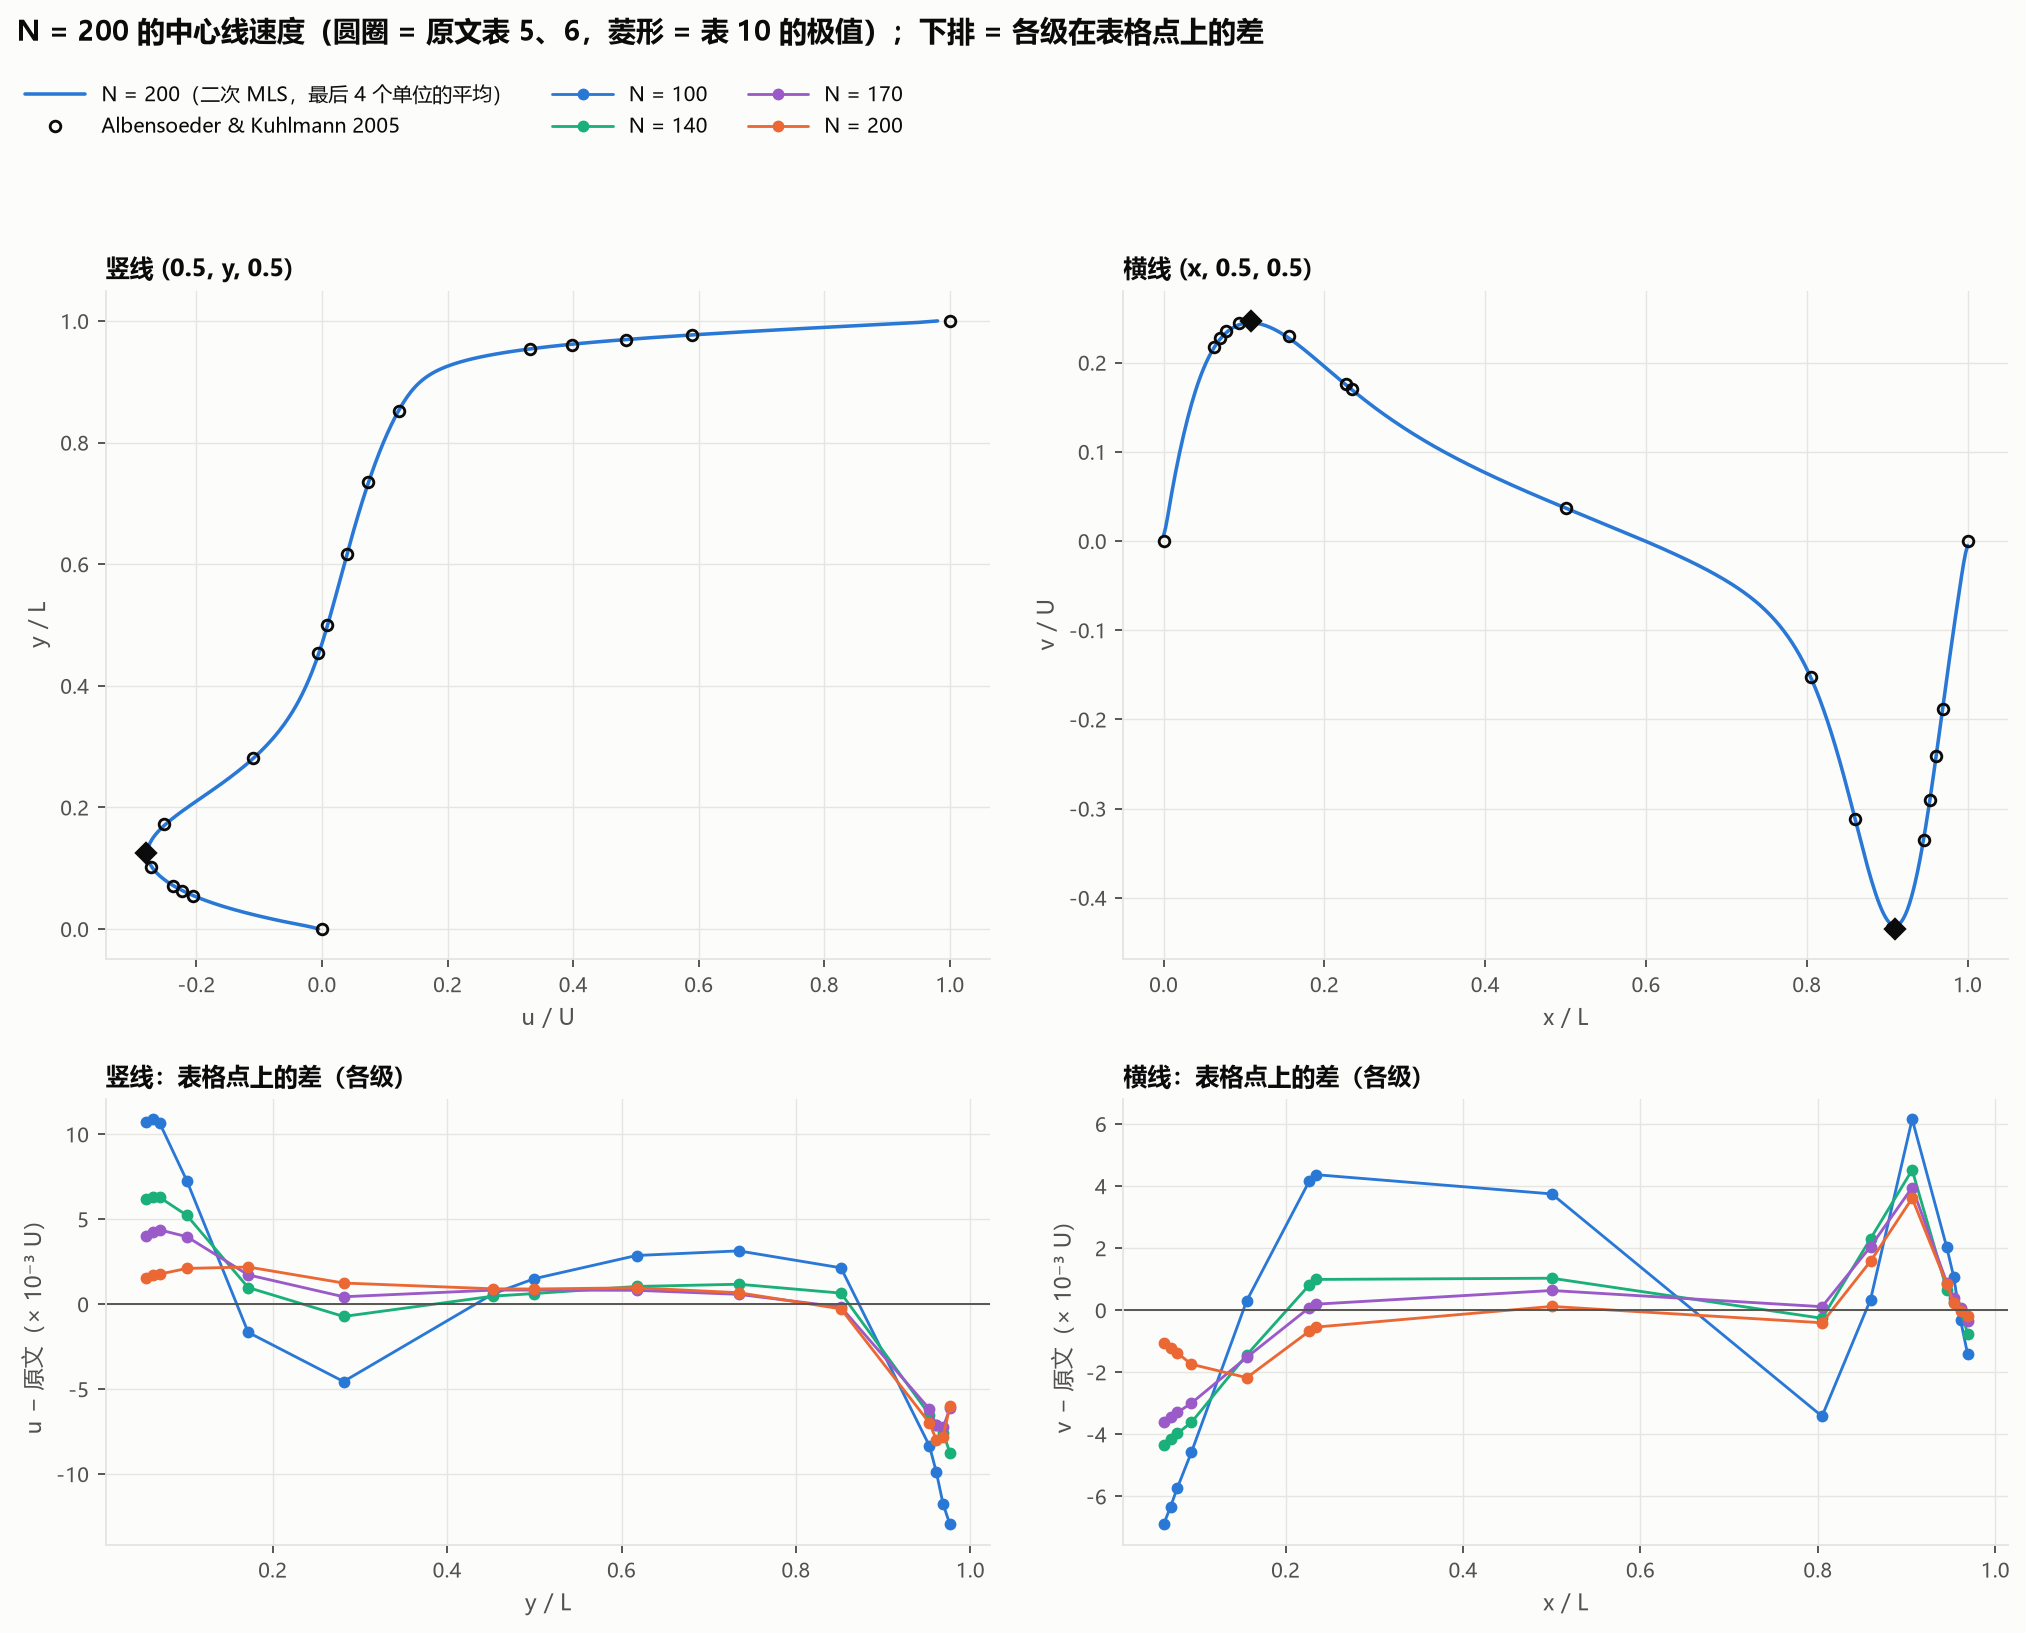 N = 200 的中心线速度（圆圈 = 原文表 5、6，菱形 = 表 10 的极值）；下排 = 各级在表格点上的差
N = 200（二次 MLS，最后 4 个单位的平均）
Albensoeder & Kuhlmann 2005
N = 100
N = 140
N = 170
N = 200
竖线 (0.5, y, 0.5)
1.0
0.8
0.6
0.4
0.2
0.0
y / L
-0.2
0.0
0.2
0.4
0.6
0.8
1.0
u / U
横线 (x, 0.5, 0.5)
0.2
0.1
0.0
-0.1
-0.2
-0.3
-0.4
v / U
0.0
0.2
0.4
0.6
0.8
1.0
x / L
竖线：表格点上的差（各级）
10
5
0
-5
-10
u − 原文（× 10⁻³ U）
0.2
0.4
0.6
0.8
1.0
y / L
横线：表格点上的差（各级）
6
4
2
0
-2
-4
-6
v − 原文（× 10⁻³ U）
0.2
0.4
0.6
0.8
1.0
x / L